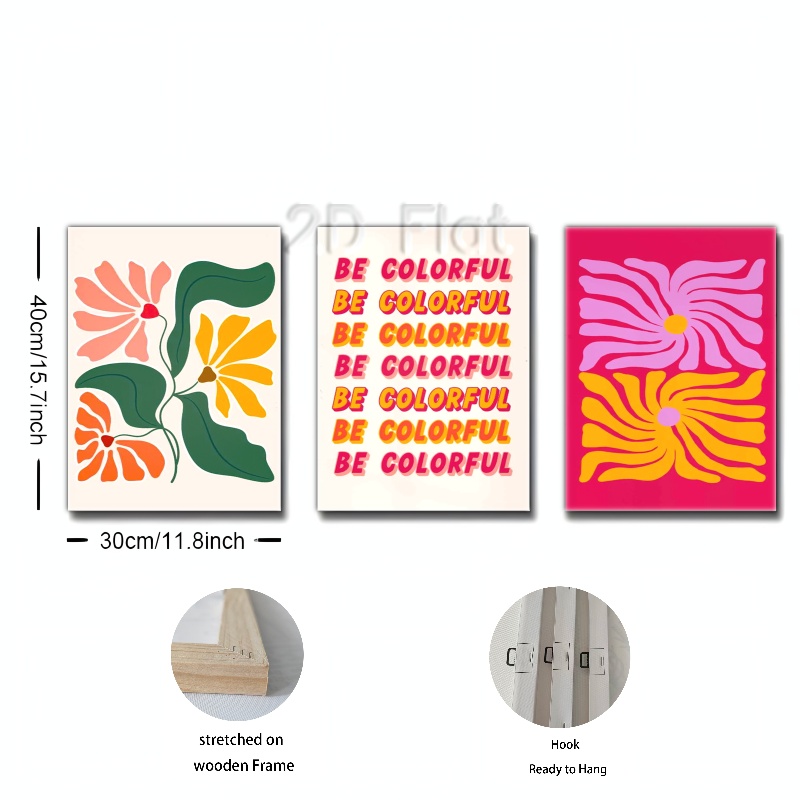 2D Flat
BE COLORFUL
BE COLORFUL
BE COLORFUL
BE COLORFUL
BE COLORFUL
BE COLORFUL
BE COLORFUL
40cm/15.7inch
30cm/11.8inch
stretched on
wooden Frame
Hook
Ready to Hang